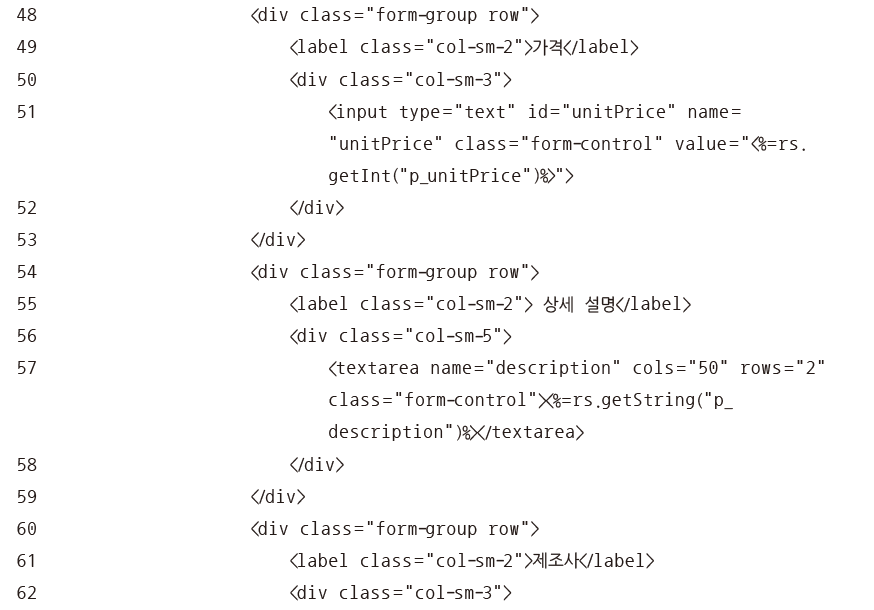 48 <div class="form-group row">
49 <label class="col-sm-2">가격</label>
50 <div class="col-sm-3">
51 <input type="text" id="unitPrice" name=
"unitPrice" class="form-control" value="<%=rs.
getInt("p_unitPrice")%>">
52 </div>
53 </div>
54 <div class="form-group row">
55 <label class="col-sm-2"> 상세 설명</label>
56 <div class="col-sm-5">
57 <textarea name="description" cols="50" rows="2"
class="form-control"><%=rs.getString("p_
description")%></textarea>
58 </div>
59 </div>
60 <div class="form-group row">
61 <label class="col-sm-2">제조사</label>
62 <div class="col-sm-3">